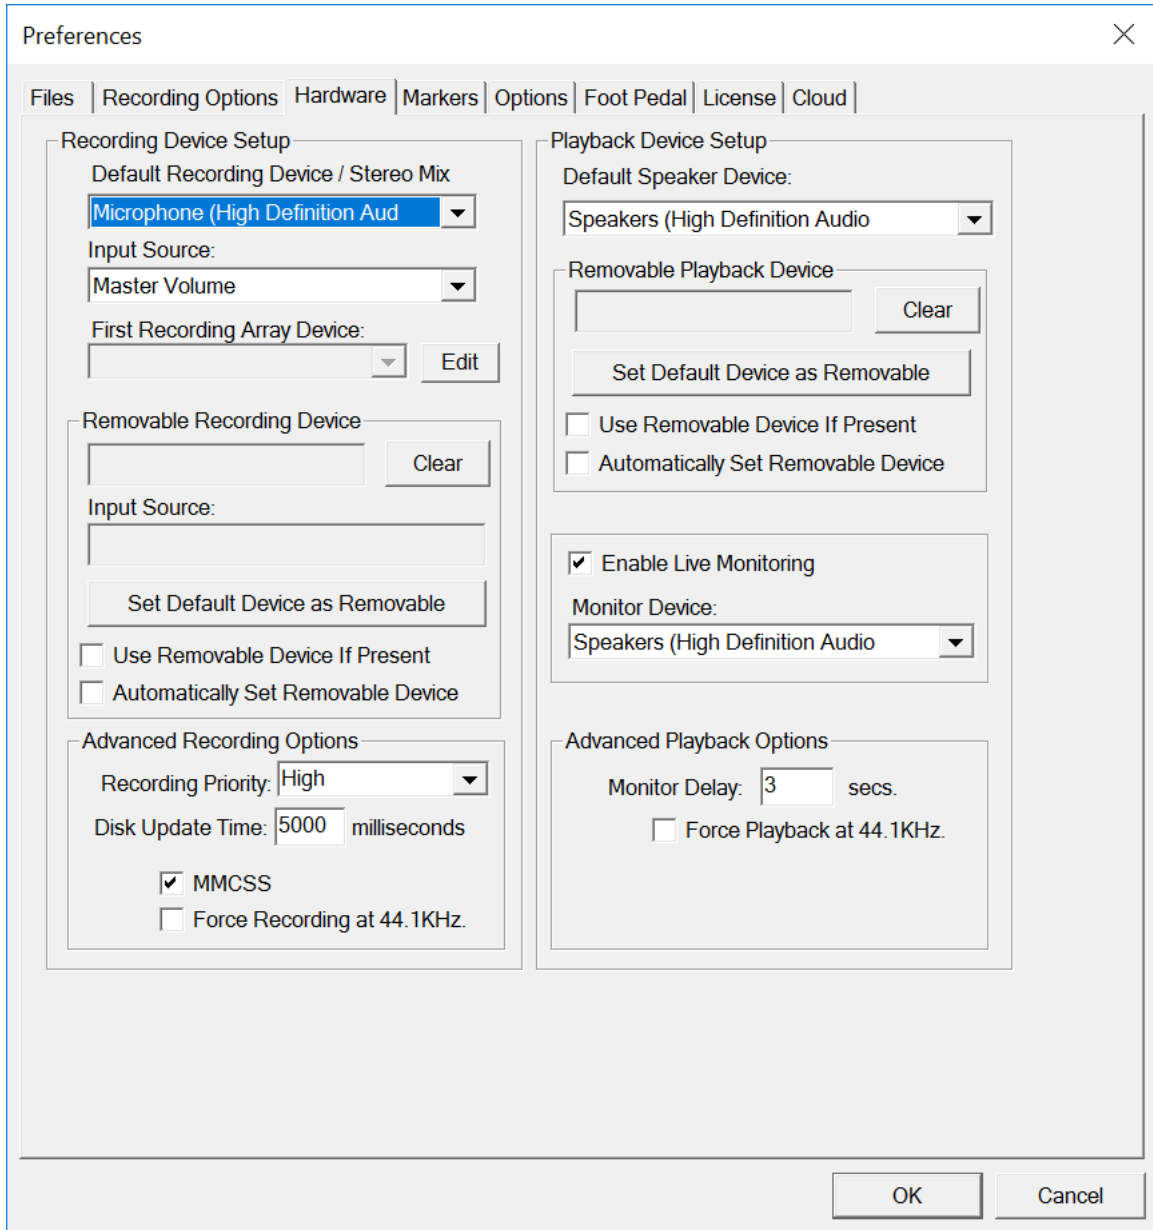 Preferences
Files Recording Options Hardware Markers Options Foot Pedal License Cloud
Recording Device Setup
Default Recording Device / Stereo Mix
Microphone (High Definition Aud
Input Source:
Master Volume
First Recording Array Device:
Edit
Removable Recording Device
Clear
Input Source:
Set Default Device as Removable
Use Removable Device If Present
Automatically Set Removable Device
Advanced Recording Options
Recording Priority: High
Disk Update Time: 5000 milliseconds
MMCSS
Force Recording at 44.1KHz.
Playback Device Setup
Default Speaker Device:
Speakers (High Definition Audio
Removable Playback Device
Clear
Set Default Device as Removable
Use Removable Device If Present
Automatically Set Removable Device
Enable Live Monitoring
Monitor Device:
Speakers (High Definition Audio
Advanced Playback Options
Monitor Delay: 3 secs.
Force Playback at 44.1KHz.
OK Cancel